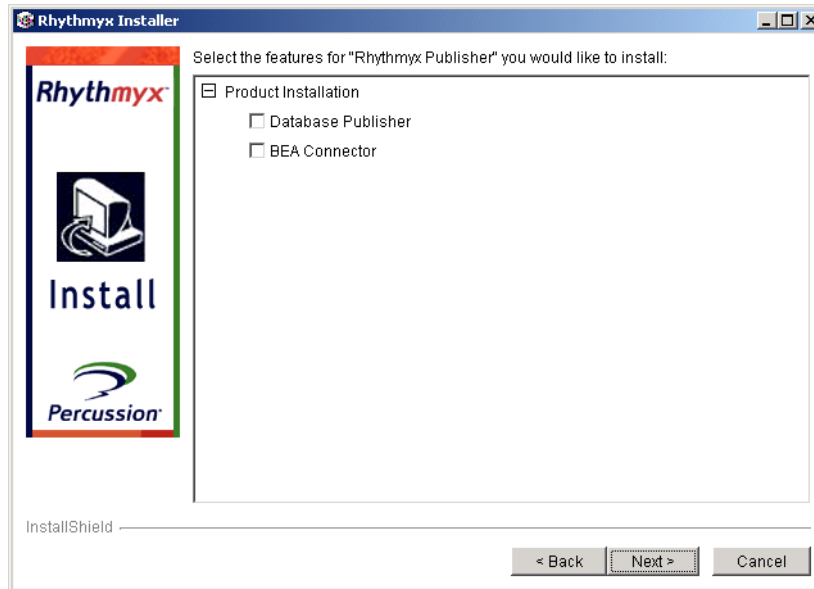 Rhythmyx Installer
Select the features for "Rhythmyx Publisher" you would like to install:
Rhythmyx
Product Installation
Database Publisher
BEA Connector
Install
Percussion
InstallShield
< Back
Next >
Cancel